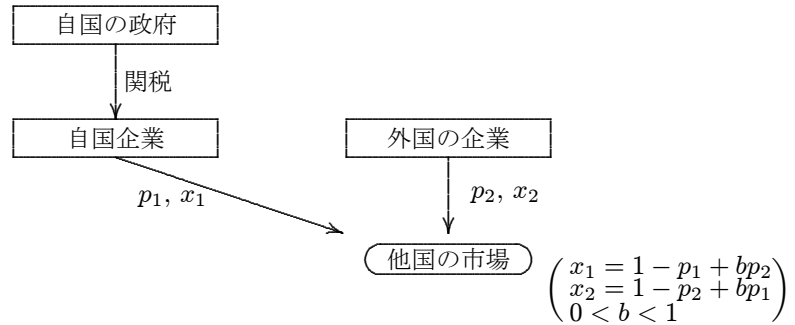 自国の政府
関税
自国企業
外国の企業
p₁, x₁
p₂, x₂
他国の市場
x₁ = 1 − p₁ + bp₂
x₂ = 1 − p₂ + bp₁
0 < b < 1